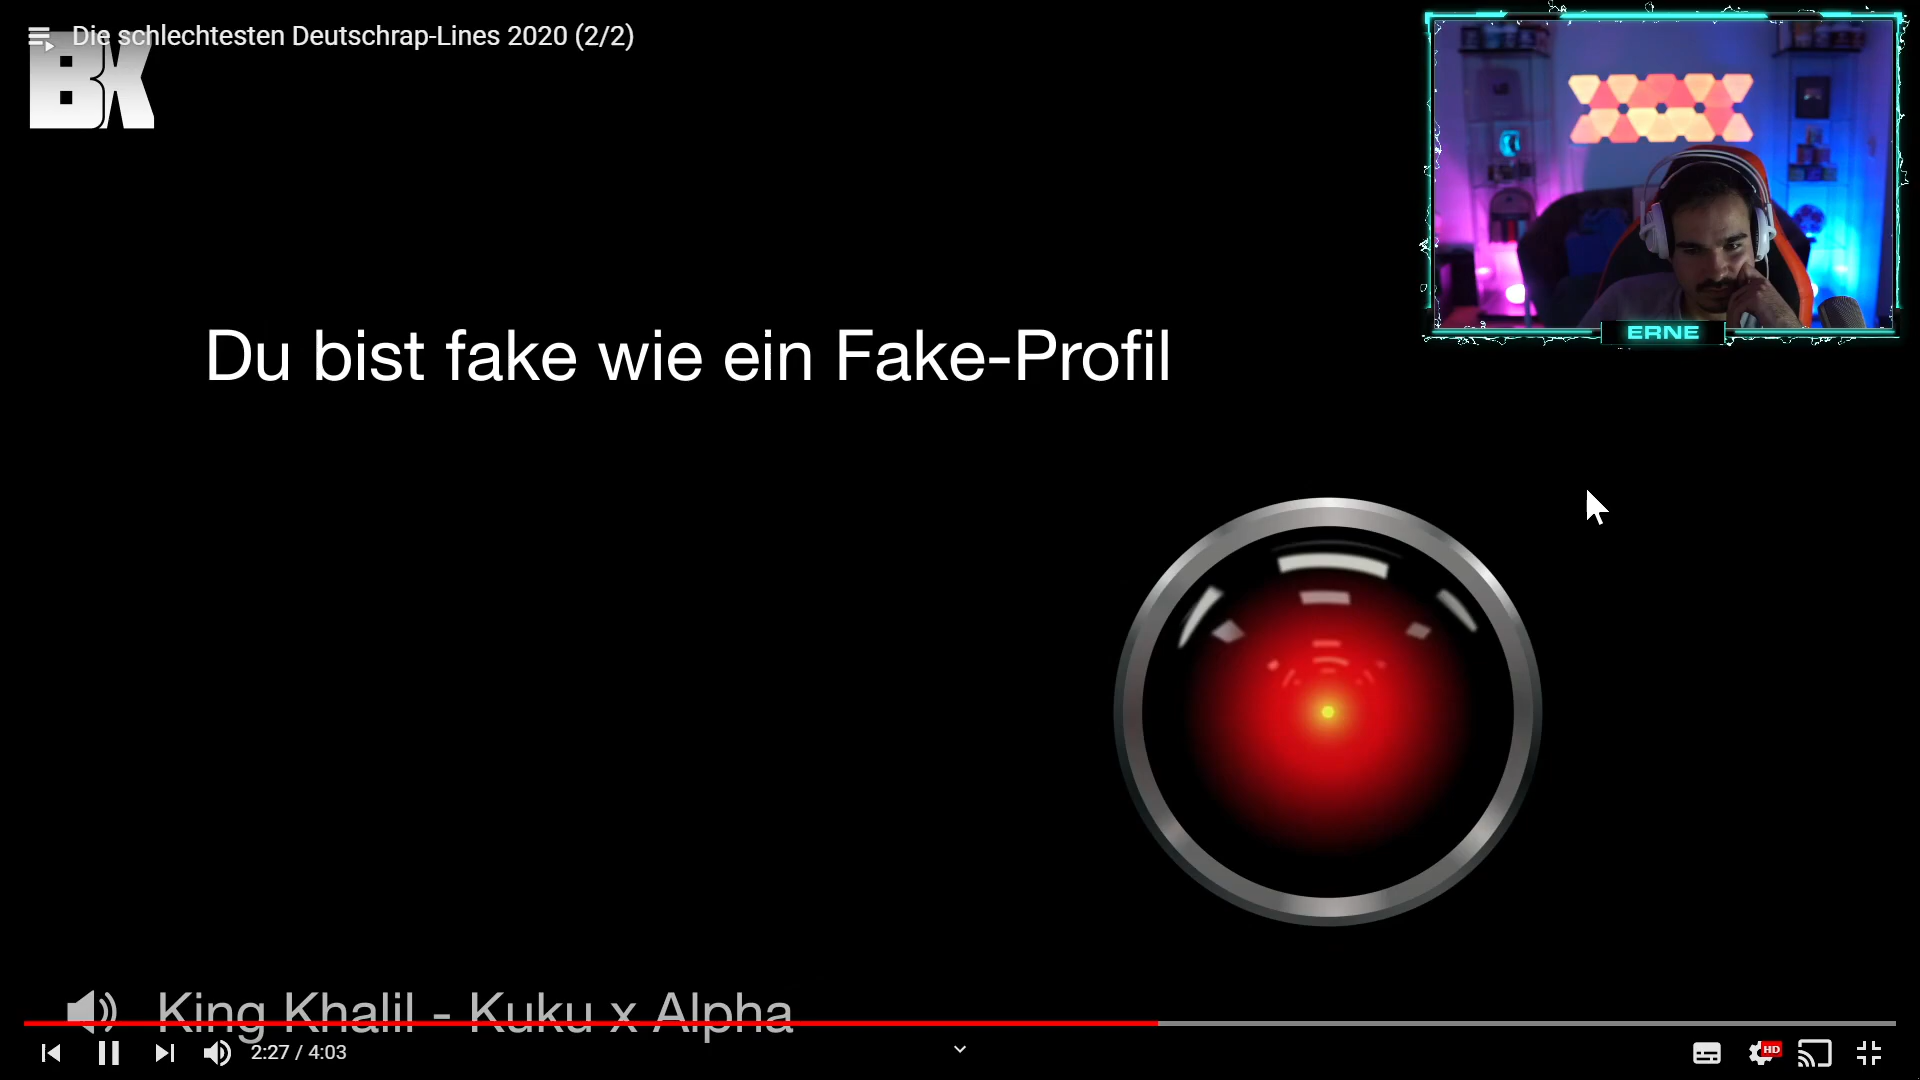 Die schlechtesten Deutschrap-Lines 2020 (2/2)
BK
ERNE
Du bist fake wie ein Fake-Profil
King Khalil - Kuku x Alpha
2:27 / 4:03
HD